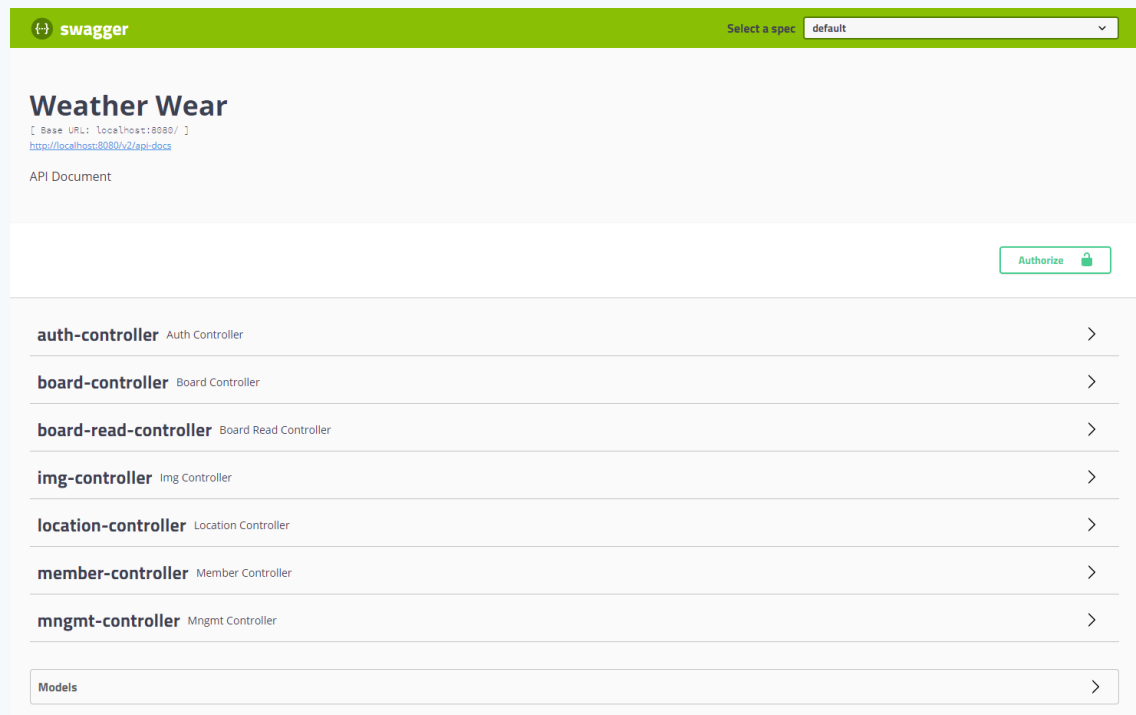 swagger
Select a spec default
Weather Wear
[ Base URL: localhost:8080/ ]
http://localhost:8080/v2/api-docs
API Document
Authorize
auth-controller Auth Controller
board-controller Board Controller
board-read-controller Board Read Controller
img-controller Img Controller
location-controller Location Controller
member-controller Member Controller
mngmt-controller Mngmt Controller
Models